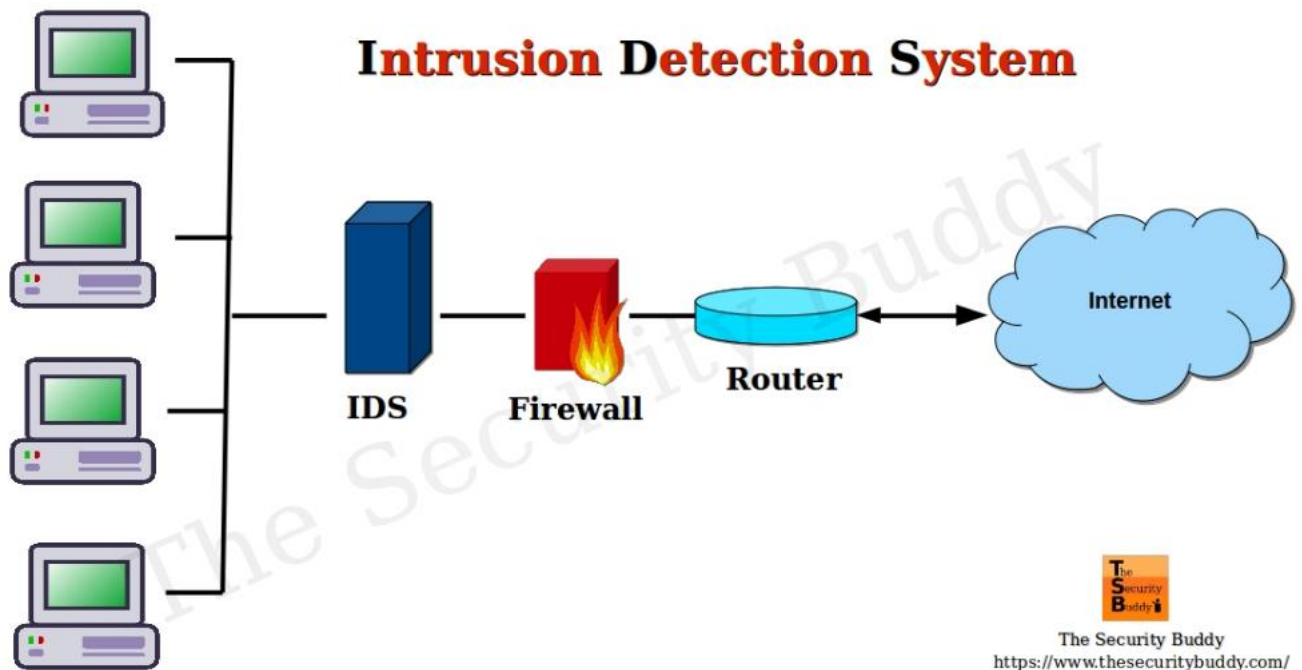 Intrusion Detection System
Internet
IDS
Firewall
Router
The Security Buddy
The
Security
Buddy
The Security Buddy
https://www.thesecuritybuddy.com/